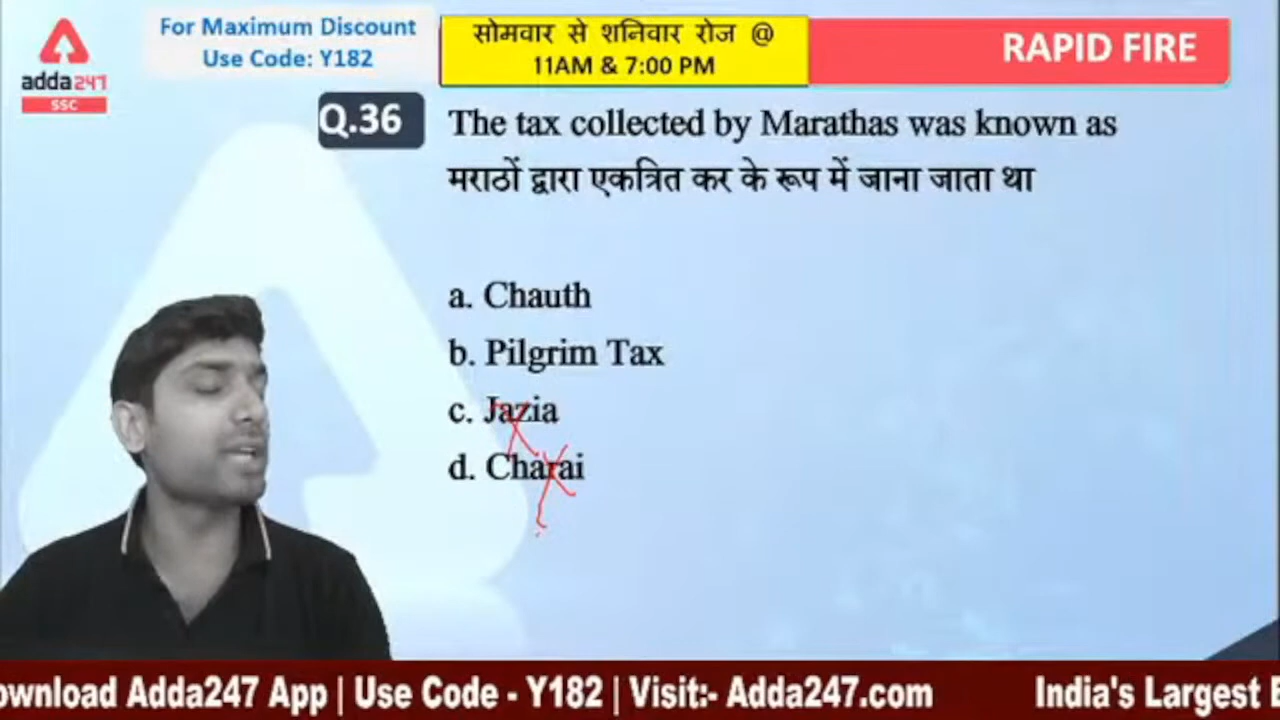 For Maximum Discount
Use Code: Y182
adda247
SSC
सोमवार से शनिवार रोज @
11AM & 7:00 PM
RAPID FIRE
Q.36
The tax collected by Marathas was known as
मराठों द्वारा एकत्रित कर के रूप में जाना जाता था
a. Chauth
b. Pilgrim Tax
c. Jazia
d. Charai
ownload Adda247 App | Use Code - Y182 | Visit:- Adda247.com
India's Largest E